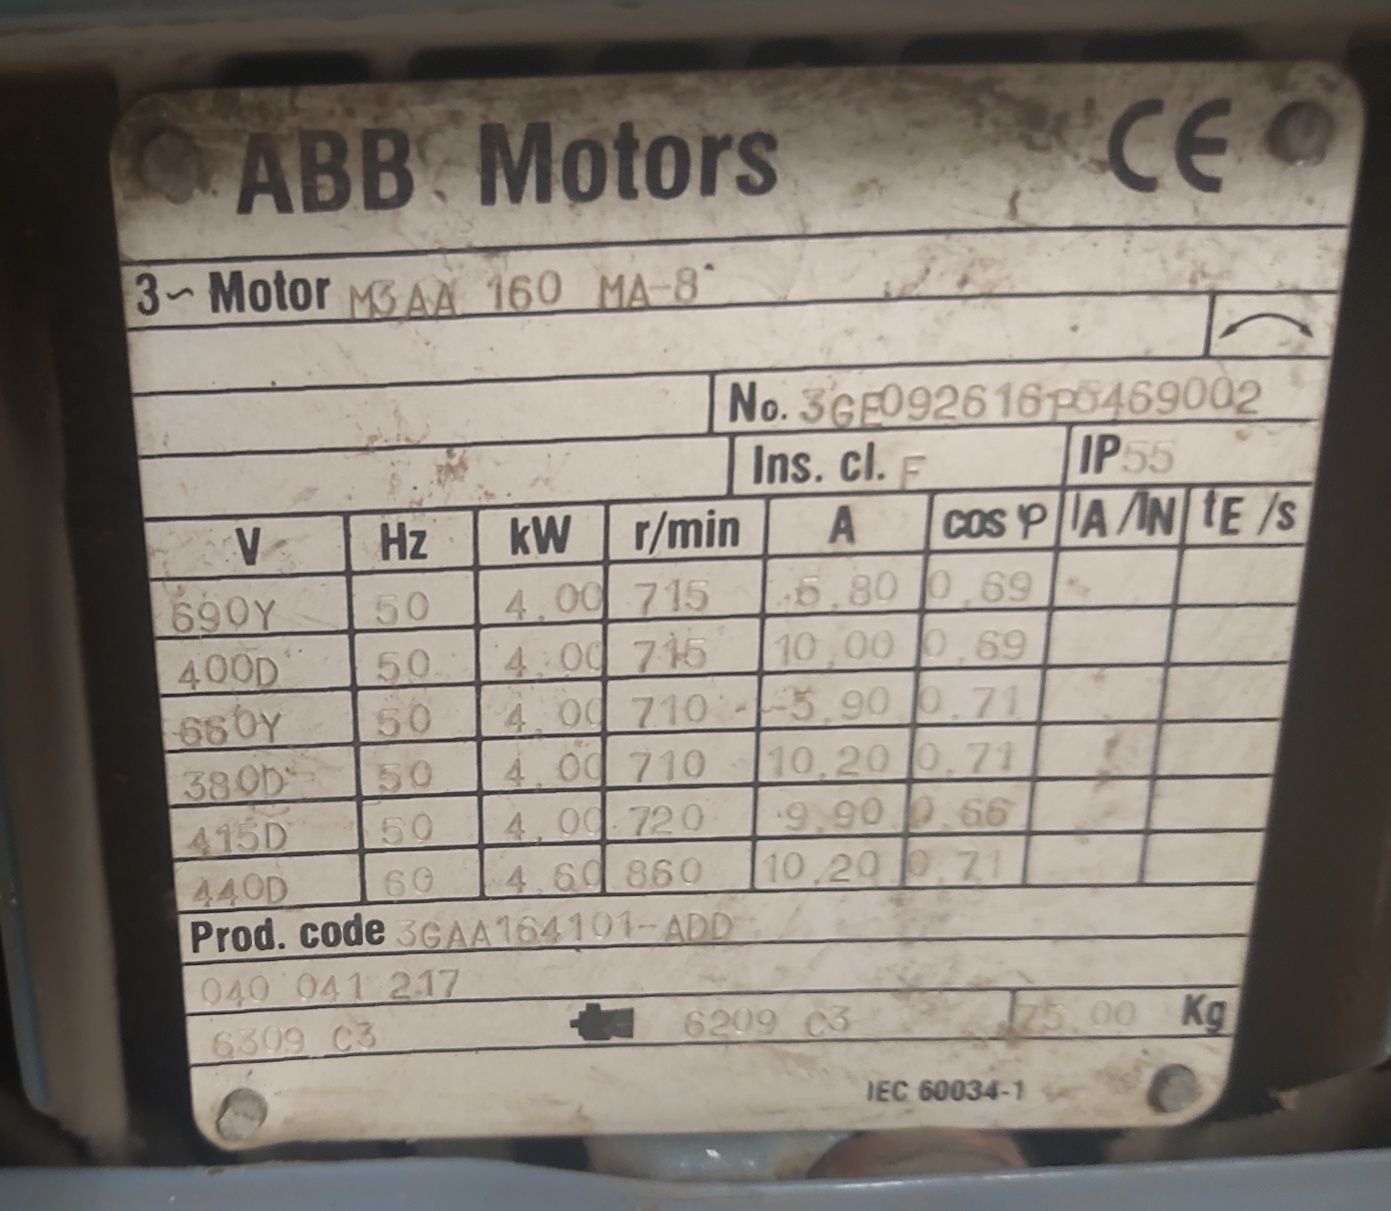 ABB Motors CE
3~ Motor M3AA 160 MA-8
No. 3GF092616P5469002
Ins. cl. F IP55
V Hz kW r/min A cos φ IA/IN tE/s
690Y 50 4.00 715 5.80 0.69
400D 50 4.00 715 10.00 0.69
660Y 50 4.00 710 5.90 0.71
380D 50 4.00 710 10.20 0.71
415D 50 4.00 720 9.90 0.66
440D 60 4.60 860 10.20 0.71
Prod. code 3GAA164101-ADD
040 041 217
6309 C3 6209 C3 75.00 Kg
IEC 60034-1